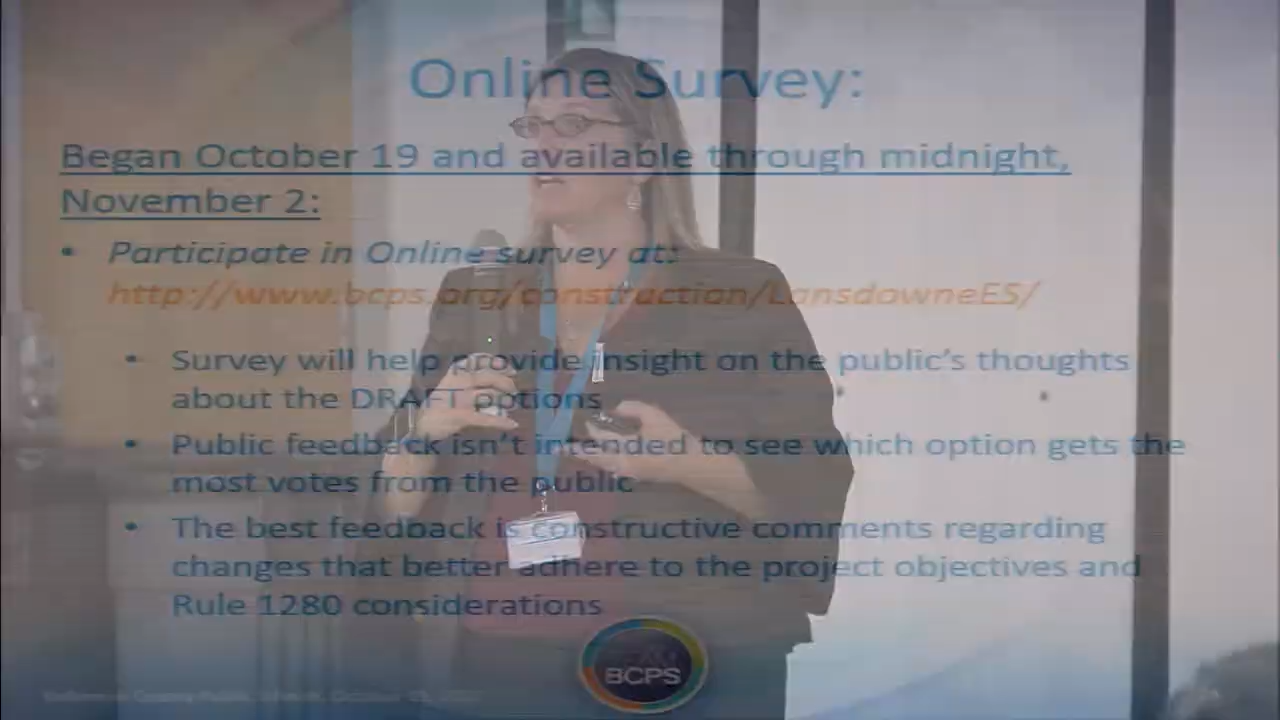 Online Survey:
Began October 19 and available through midnight,
November 2:
• Participate in Online survey at:
http://www.bcps.org/construction/LansdowneES/
• Survey will help provide insight on the public's thoughts
about the DRAFT options
• Public feedback isn't intended to see which option gets the
most votes from the public
• The best feedback is constructive comments regarding
changes that better adhere to the project objectives and
Rule 1280 considerations
BCPS